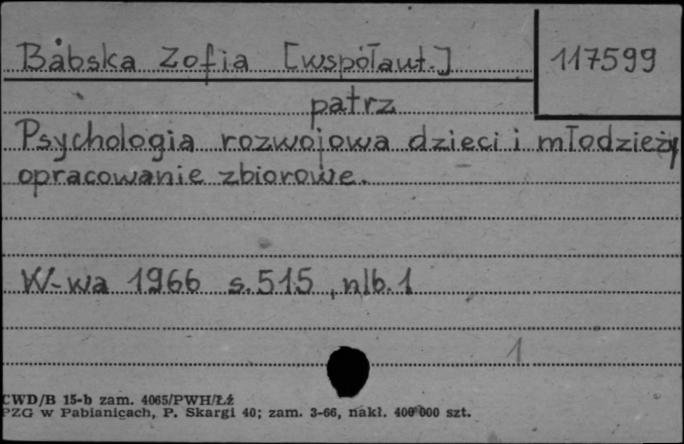 Babska Zofia [współaut.]
117599
patrz
Psychologia rozwojowa dzieci i młodzieży
opracowanie zbiorowe.
W-wa 1966 s. 515, nlb. 1
1
CWD/B 15-b zam. 4065/PWH/Łż
PZG w Pabianicach, P. Skargi 40; zam. 3-66, nakł. 400 000 szt.